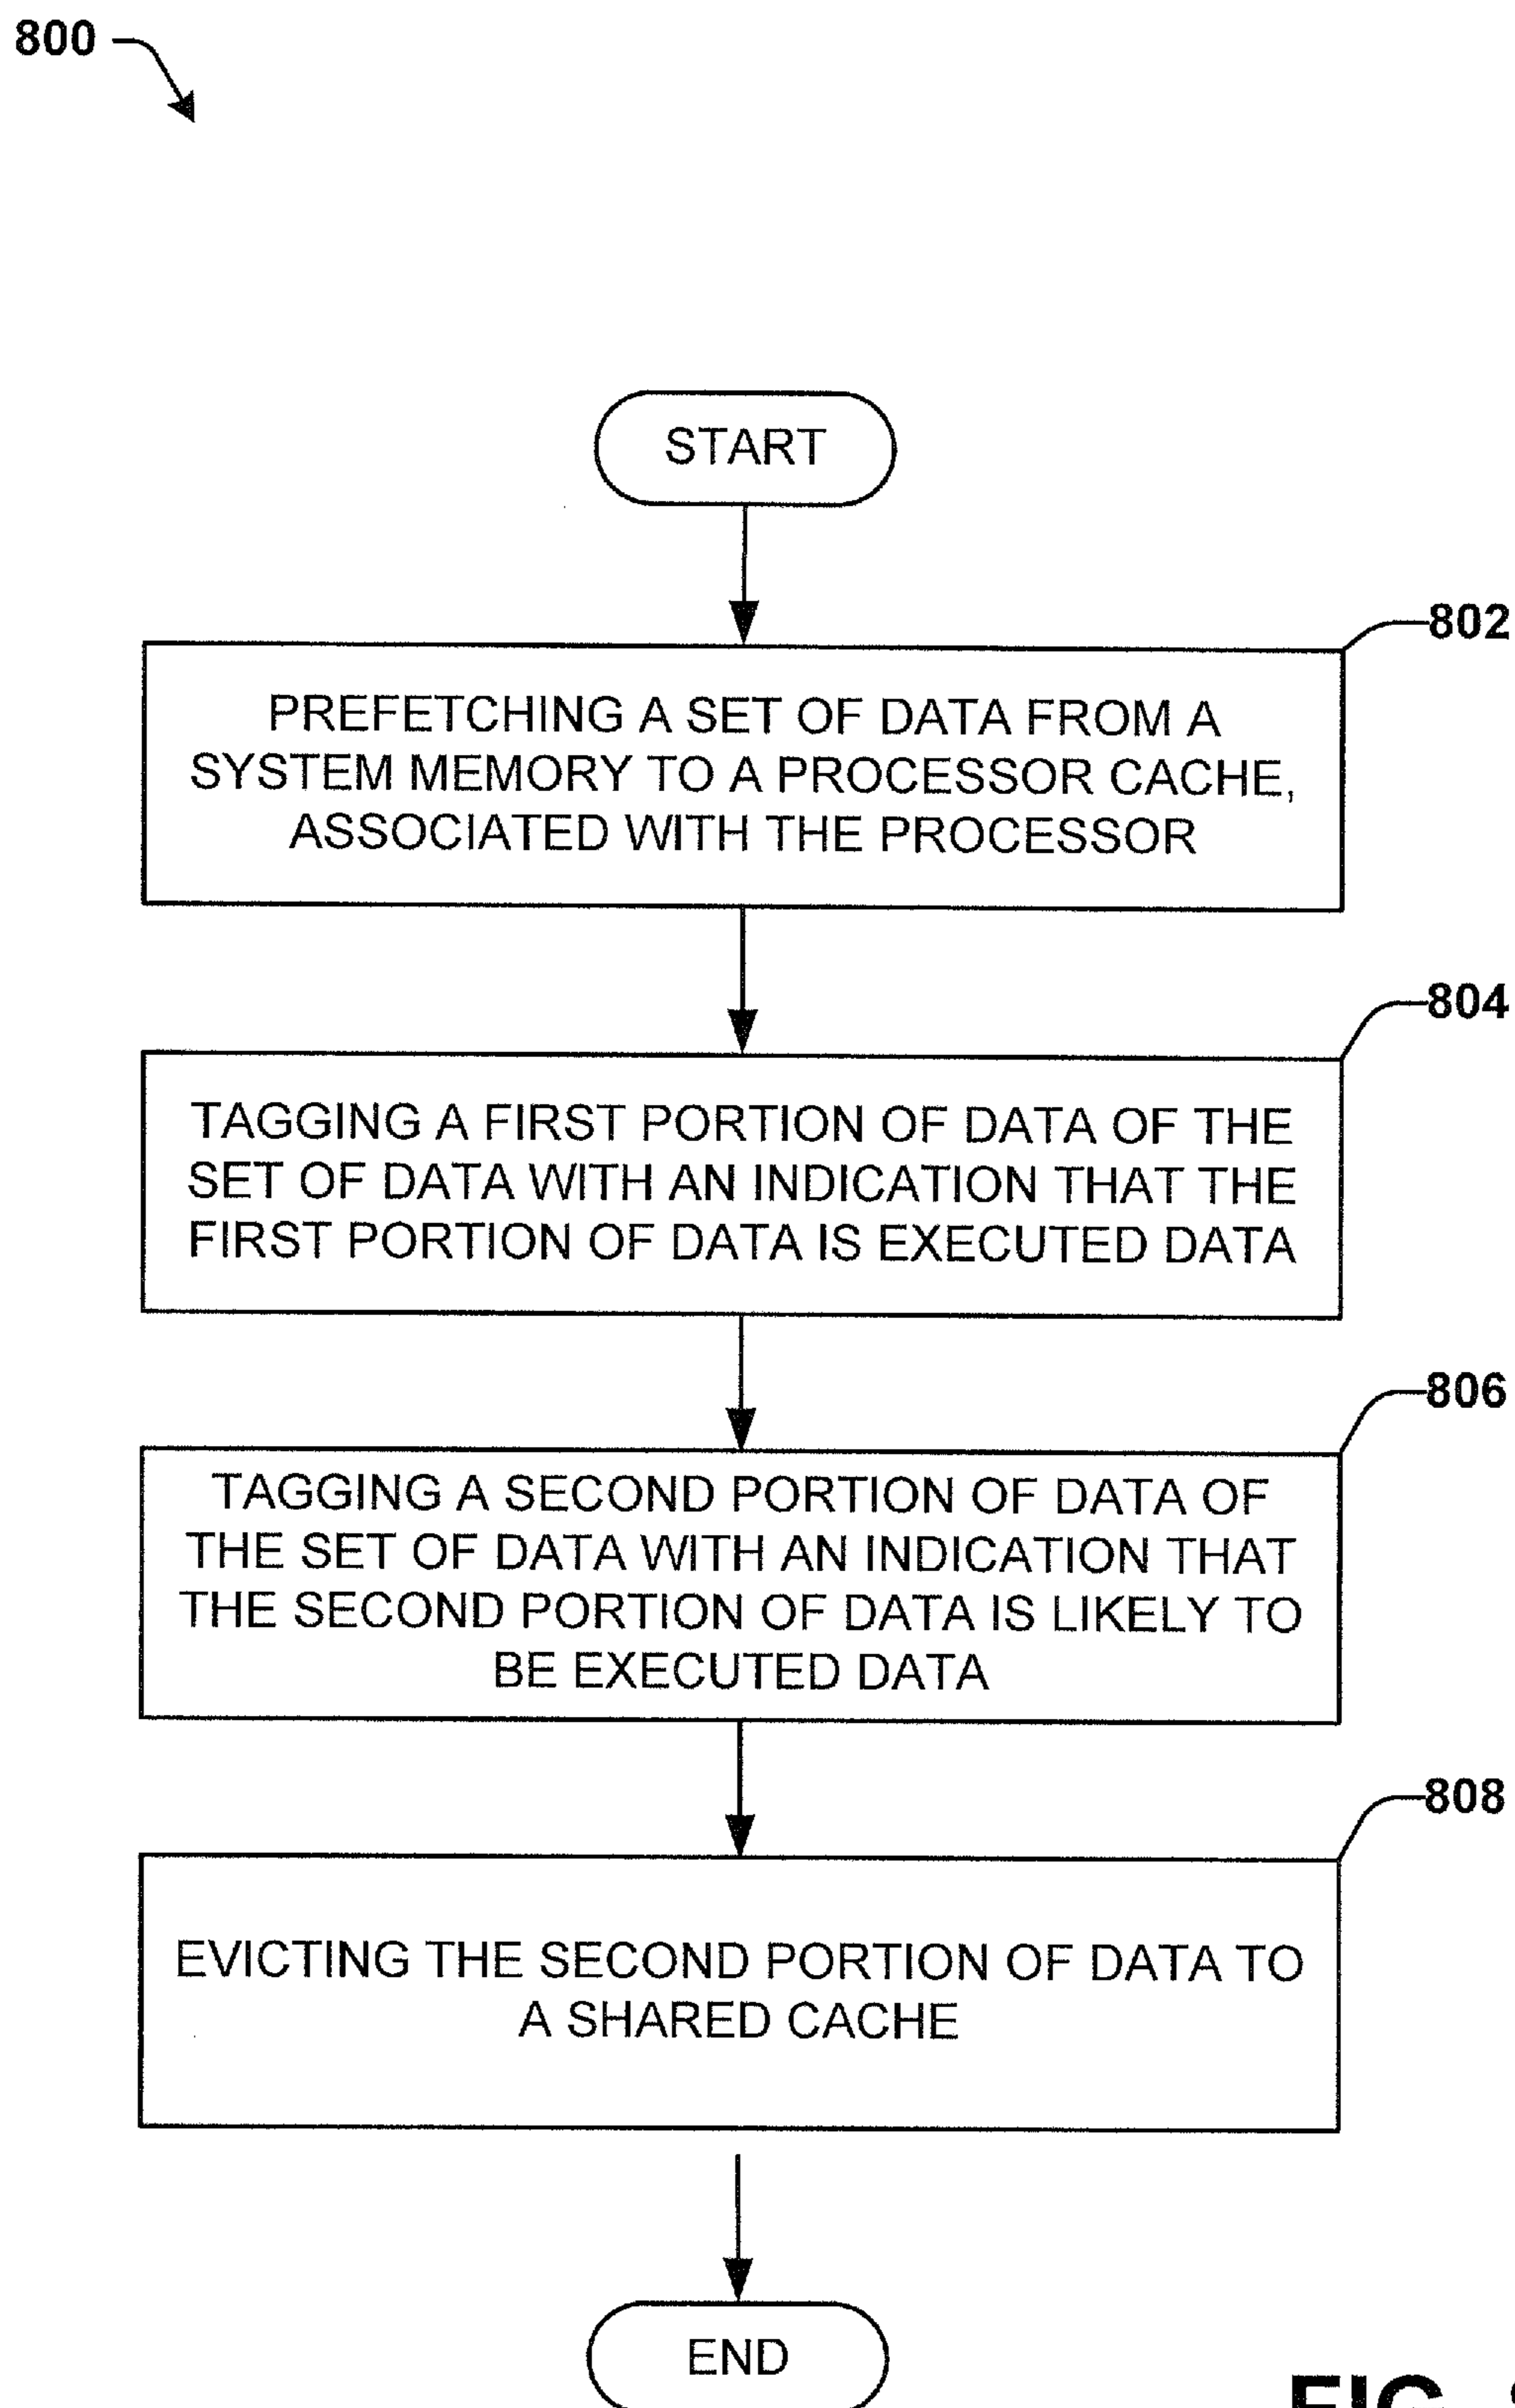 800
START
802
PREFETCHING A SET OF DATA FROM A
SYSTEM MEMORY TO A PROCESSOR CACHE,
ASSOCIATED WITH THE PROCESSOR
804
TAGGING A FIRST PORTION OF DATA OF THE
SET OF DATA WITH AN INDICATION THAT THE
FIRST PORTION OF DATA IS EXECUTED DATA
806
TAGGING A SECOND PORTION OF DATA OF
THE SET OF DATA WITH AN INDICATION THAT
THE SECOND PORTION OF DATA IS LIKELY TO
BE EXECUTED DATA
808
EVICTING THE SECOND PORTION OF DATA TO
A SHARED CACHE
END
FIG.